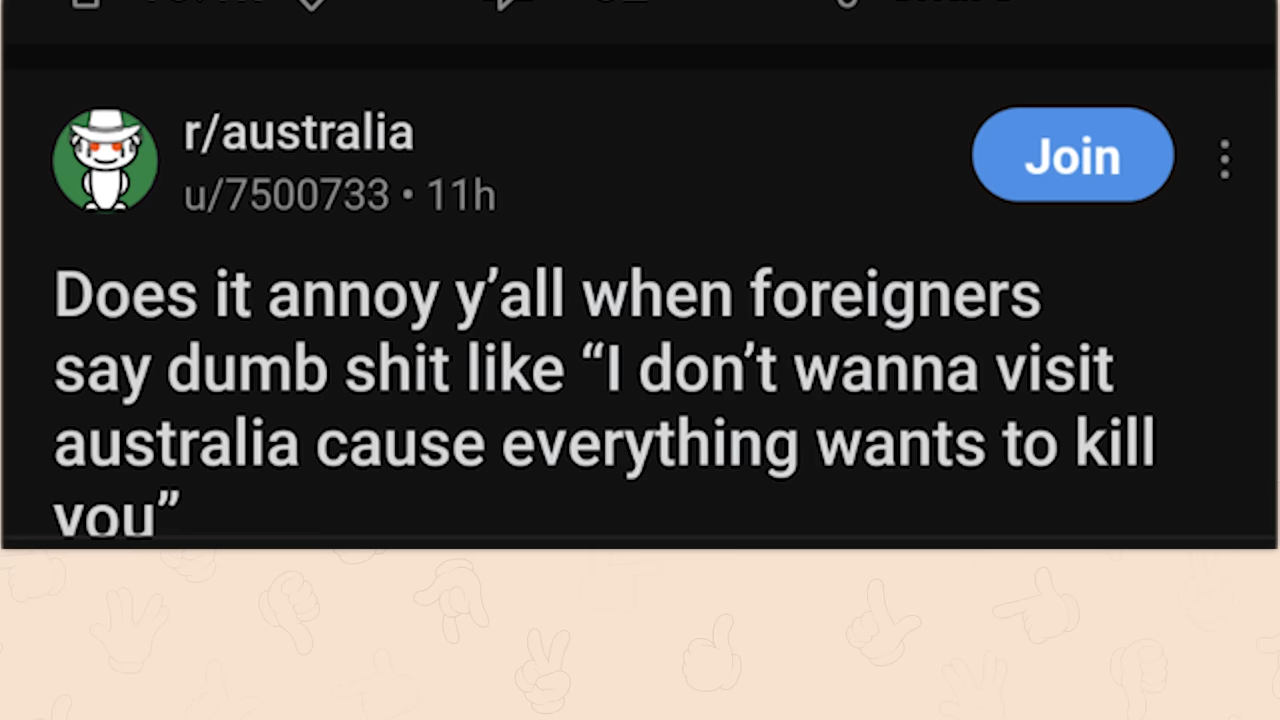 r/australia
u/7500733 • 11h
Join
Does it annoy y’all when foreigners
say dumb shit like “I don’t wanna visit
australia cause everything wants to kill
you”